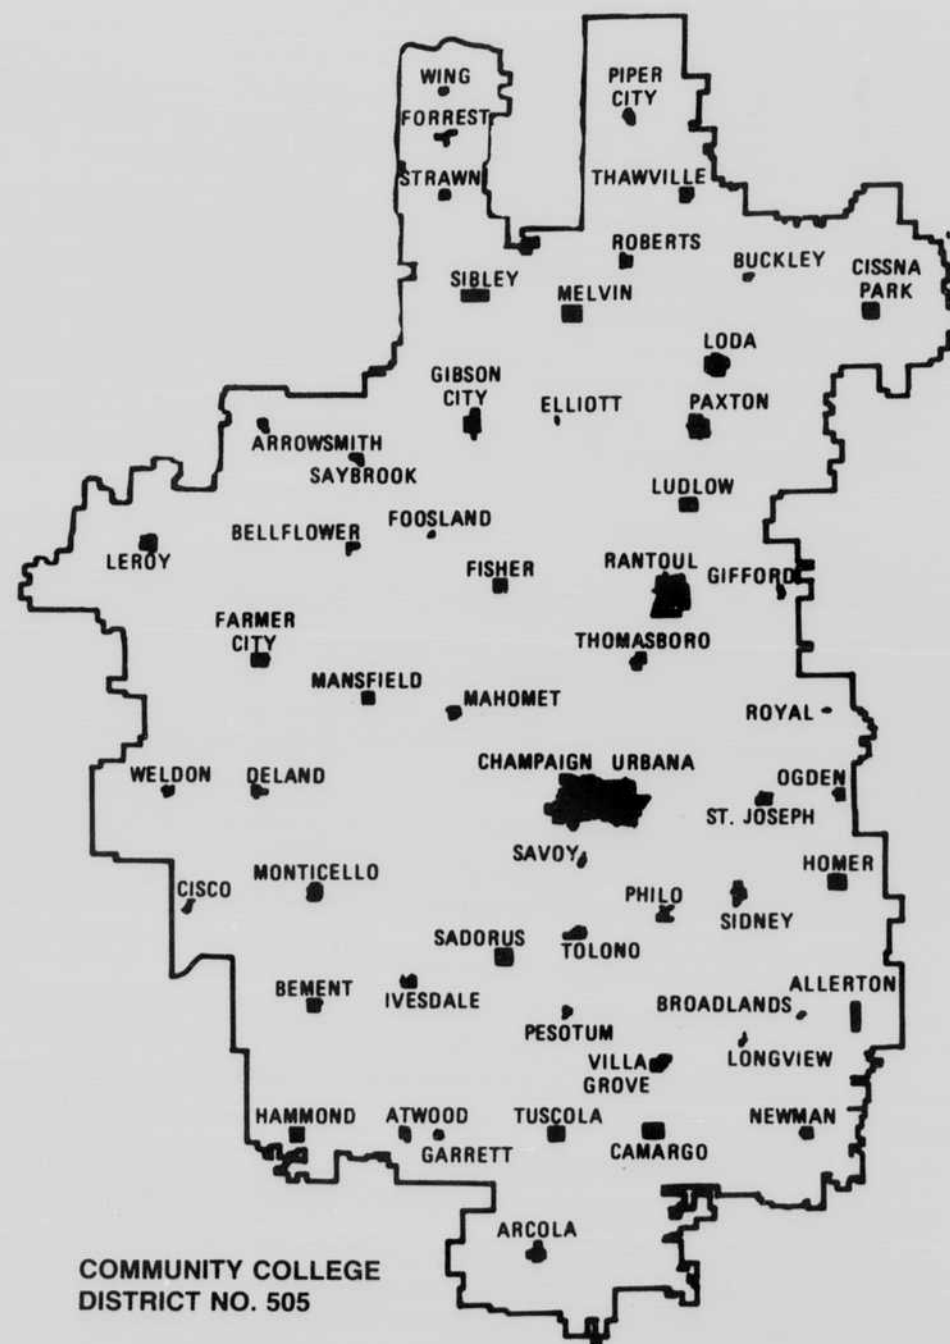 WING
PIPER
CITY
FORREST
STRAWN
THAWVILLE
ROBERTS
BUCKLEY
CISSNA
PARK
SIBLEY
MELVIN
LODA
GIBSON
CITY
ELLIOTT
PAXTON
ARROWSMITH
SAYBROOK
LUDLOW
FOOSLAND
BELLFLOWER
LEROY
FISHER
RANTOUL
GIFFORD
FARMER
CITY
THOMASBORO
MANSFIELD
MAHOMET
ROYAL
CHAMPAIGN URBANA
WELDON
DELAND
OGDEN
ST. JOSEPH
SAVOY
HOMER
MONTICELLO
CISCO
PHILO
SIDNEY
SADORUS
TOLONO
BEMENT
IVESDALE
ALLERTON
BROADLANDS
PESOTUM
LONGVIEW
VILLA
GROVE
HAMMOND
ATWOOD
TUSCOLA
NEWMAN
GARRETT
CAMARGO
ARCOLA
COMMUNITY COLLEGE
DISTRICT NO. 505